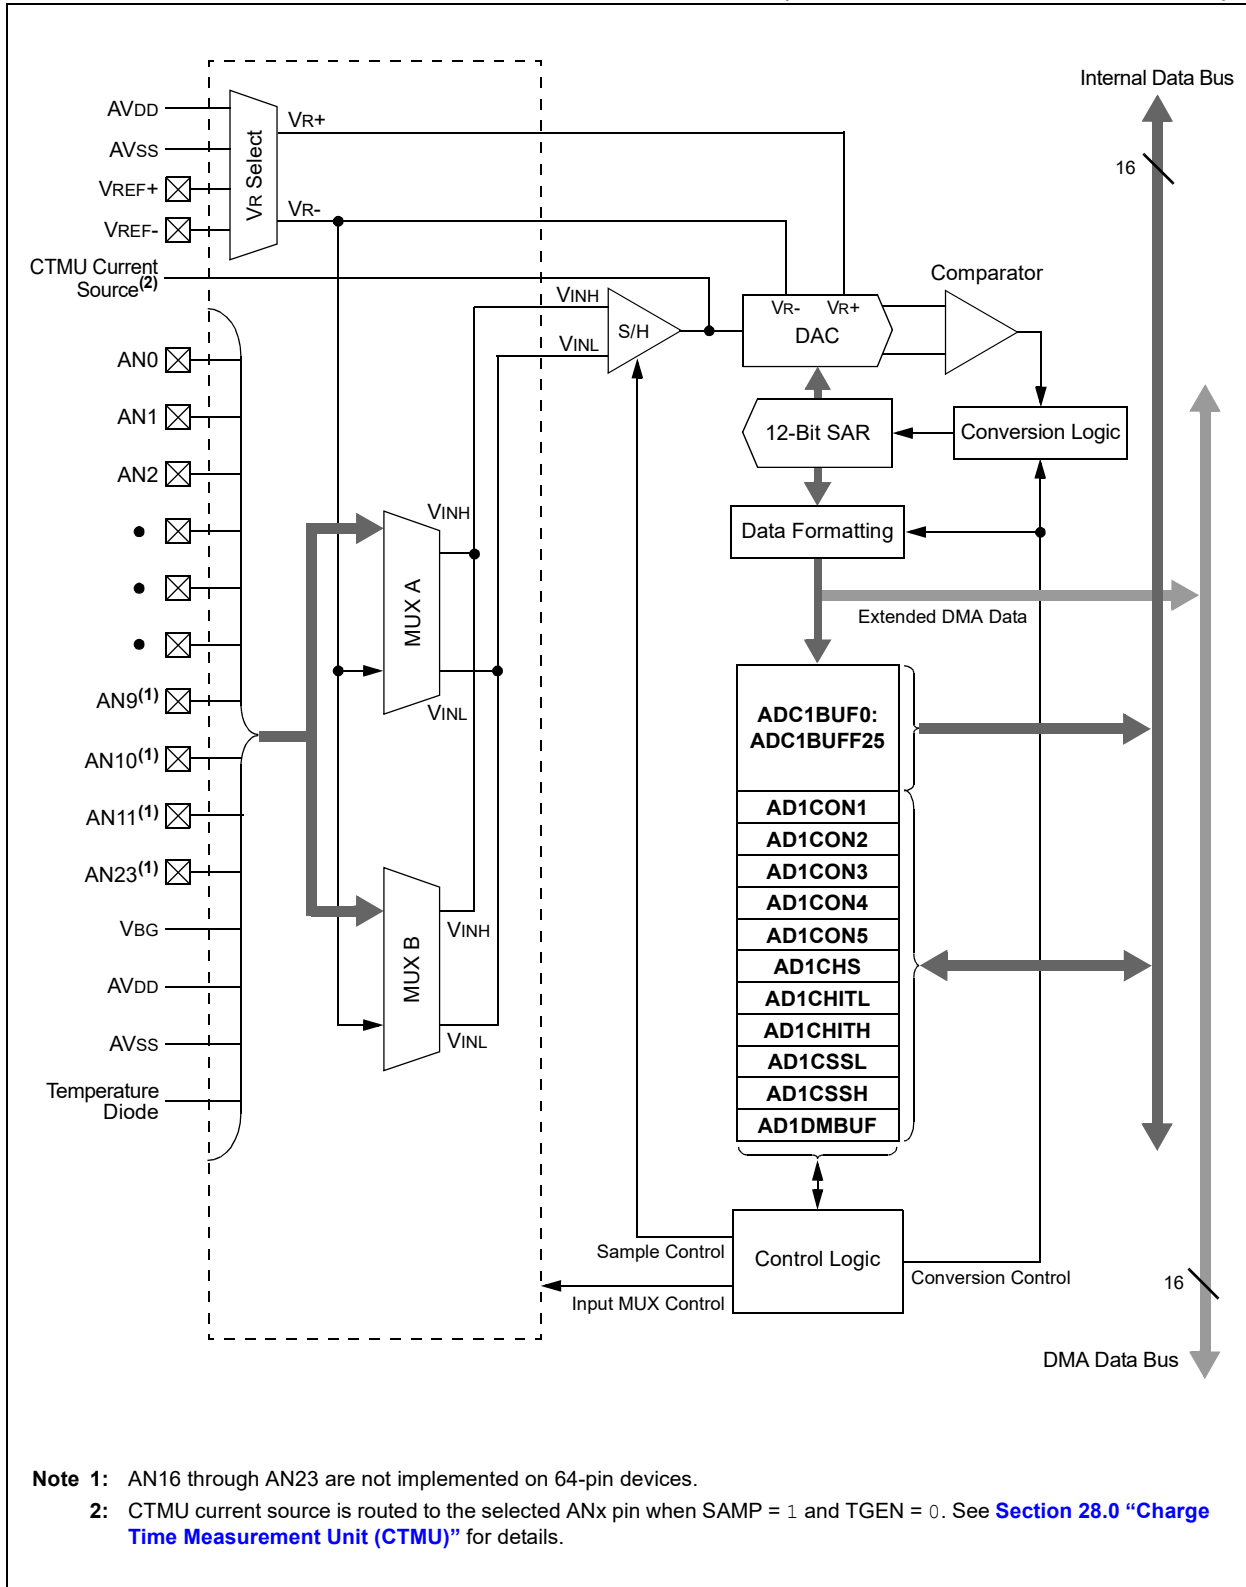 Internal Data Bus
16
AVDD
AVSS
VREF+
VREF-
VR Select
VR+
VR-
CTMU Current
Source(2)
VINH
VINL
S/H
VR- VR+
DAC
Comparator
AN0
AN1
AN2
12-Bit SAR
Conversion Logic
Data Formatting
Extended DMA Data
VINH
MUX A
VINL
AN9(1)
AN10(1)
AN11(1)
AN23(1)
VBG
AVDD
AVSS
Temperature
Diode
MUX B
VINH
VINL
ADC1BUF0:
ADC1BUFF25
AD1CON1
AD1CON2
AD1CON3
AD1CON4
AD1CON5
AD1CHS
AD1CHITL
AD1CHITH
AD1CSSL
AD1CSSH
AD1DMBUF
Sample Control
Control Logic
Input MUX Control
Conversion Control
16
DMA Data Bus
Note 1: AN16 through AN23 are not implemented on 64-pin devices.
2: CTMU current source is routed to the selected ANx pin when SAMP = 1 and TGEN = 0. See Section 28.0 “Charge
Time Measurement Unit (CTMU)” for details.